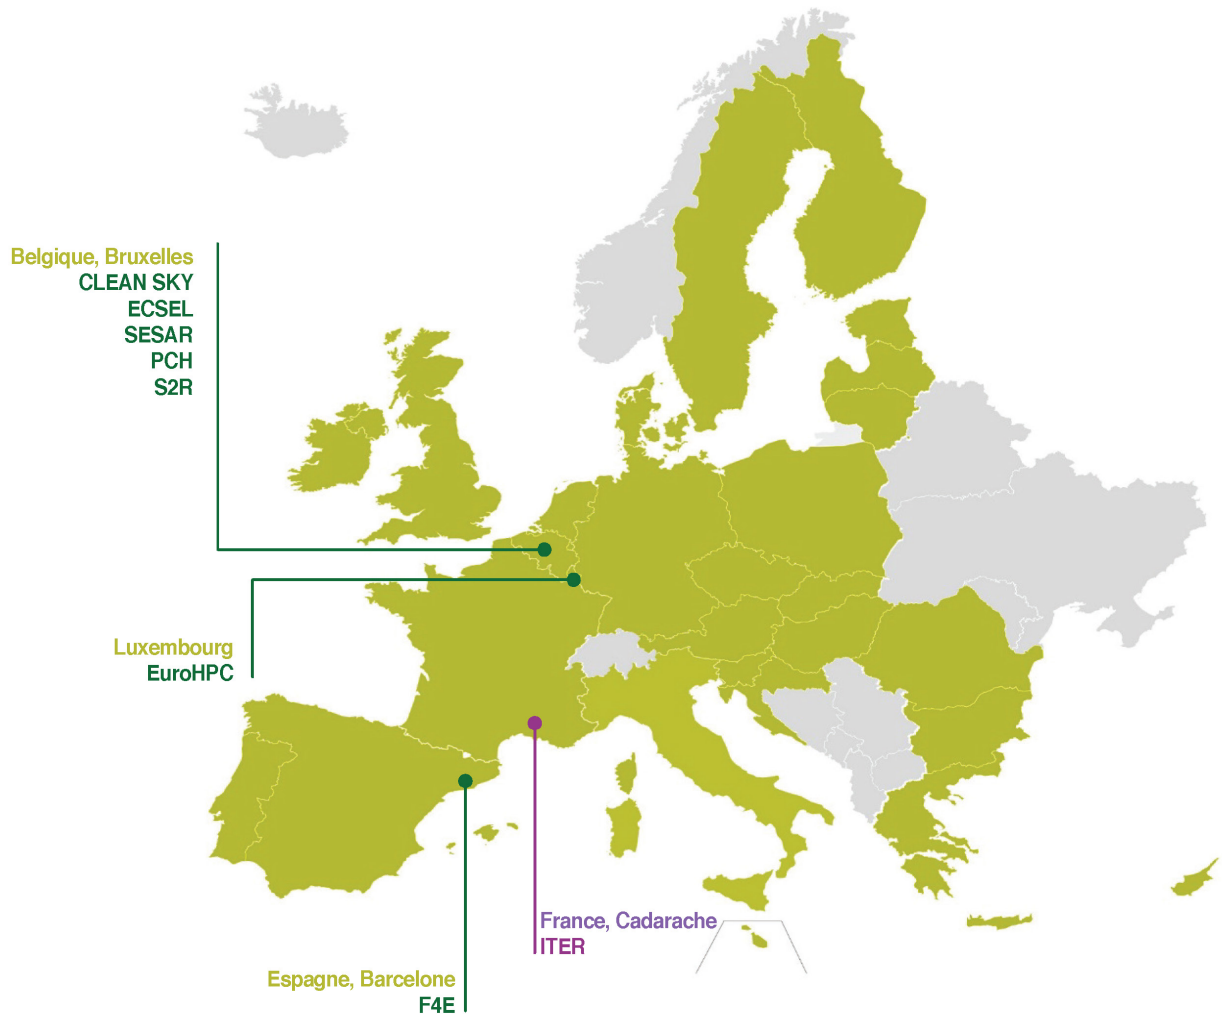 Belgique, Bruxelles
CLEAN SKY
ECSEL
SESAR
PCH
S2R
Luxembourg
EuroHPC
France, Cadarache
ITER
Espagne, Barcelone
F4E